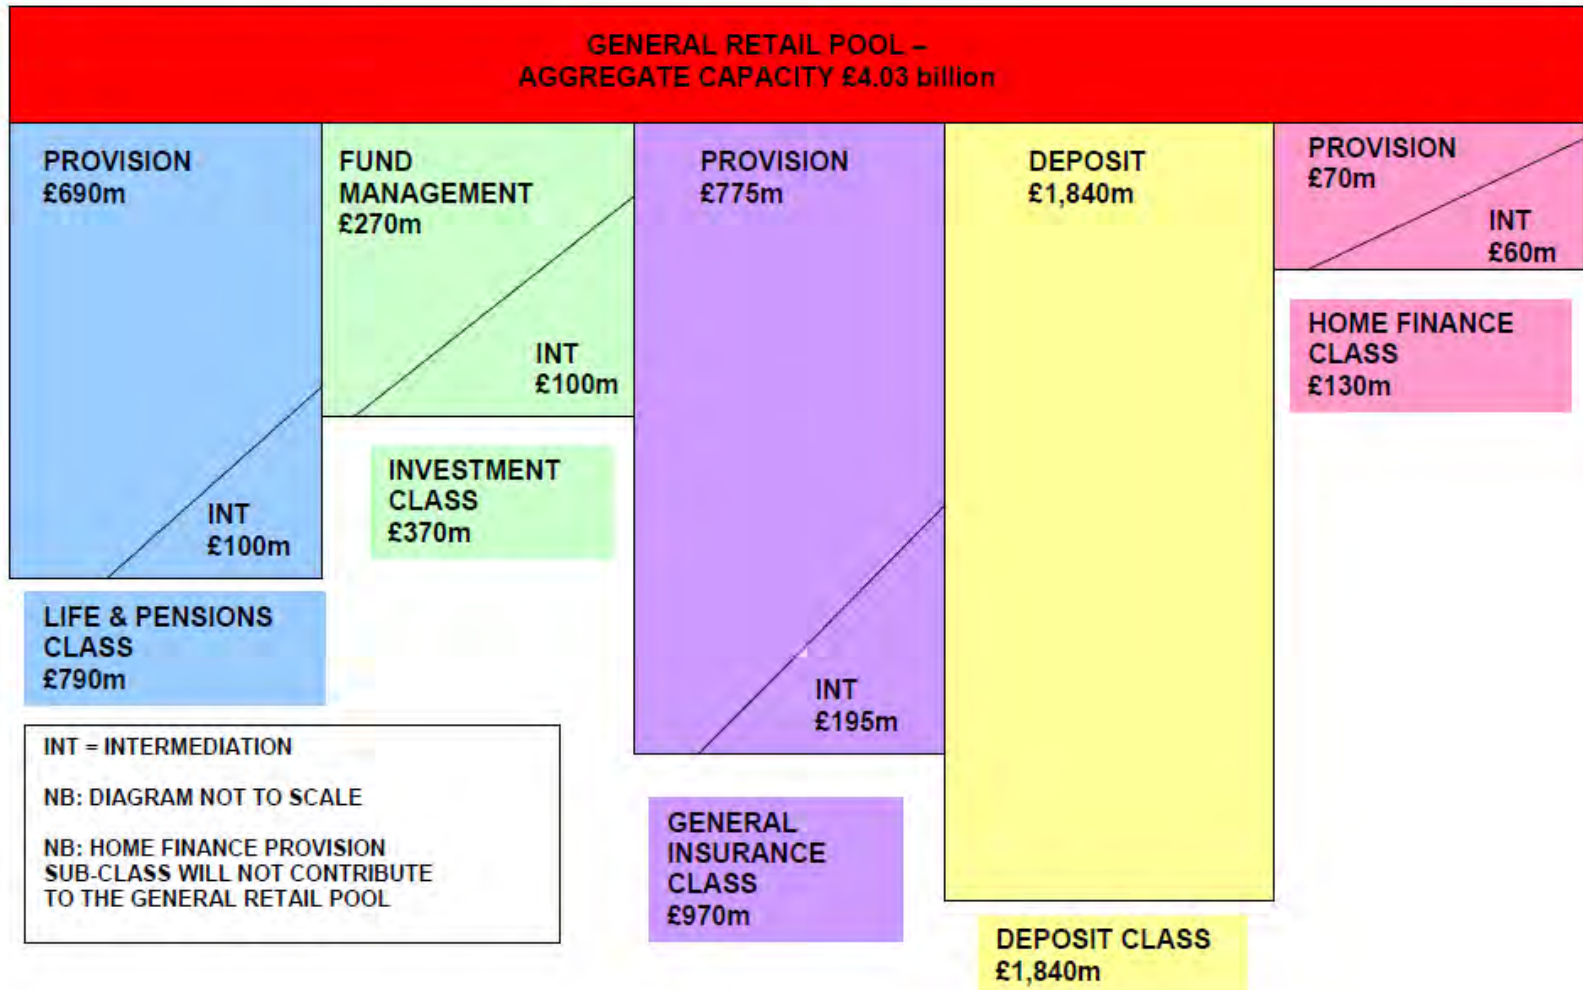 GENERAL RETAIL POOL –
AGGREGATE CAPACITY £4.03 billion
PROVISION
£690m
INT
£100m
LIFE & PENSIONS
CLASS
£790m
FUND
MANAGEMENT
£270m
INT
£100m
INVESTMENT
CLASS
£370m
PROVISION
£775m
INT
£195m
GENERAL
INSURANCE
CLASS
£970m
DEPOSIT
£1,840m
DEPOSIT CLASS
£1,840m
PROVISION
£70m
INT
£60m
HOME FINANCE
CLASS
£130m
INT = INTERMEDIATION
NB: DIAGRAM NOT TO SCALE
NB: HOME FINANCE PROVISION
SUB-CLASS WILL NOT CONTRIBUTE
TO THE GENERAL RETAIL POOL